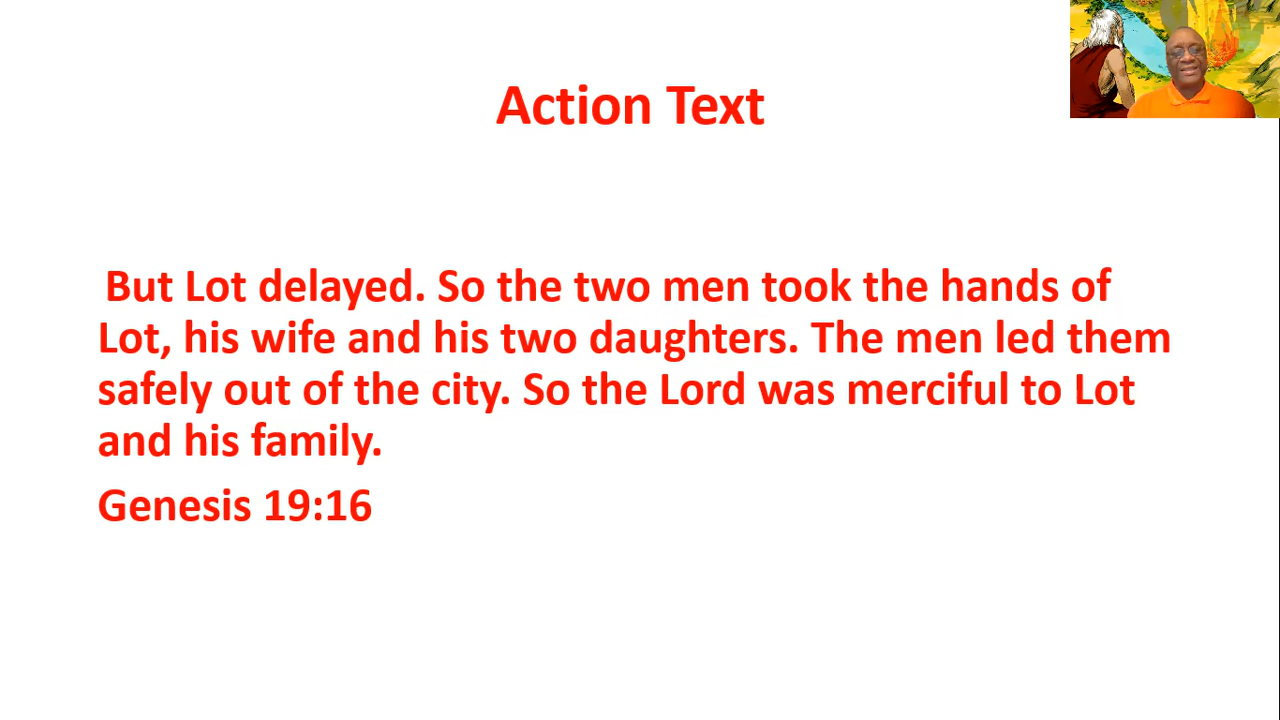 Action Text
But Lot delayed. So the two men took the hands of
Lot, his wife and his two daughters. The men led them
safely out of the city. So the Lord was merciful to Lot
and his family.
Genesis 19:16